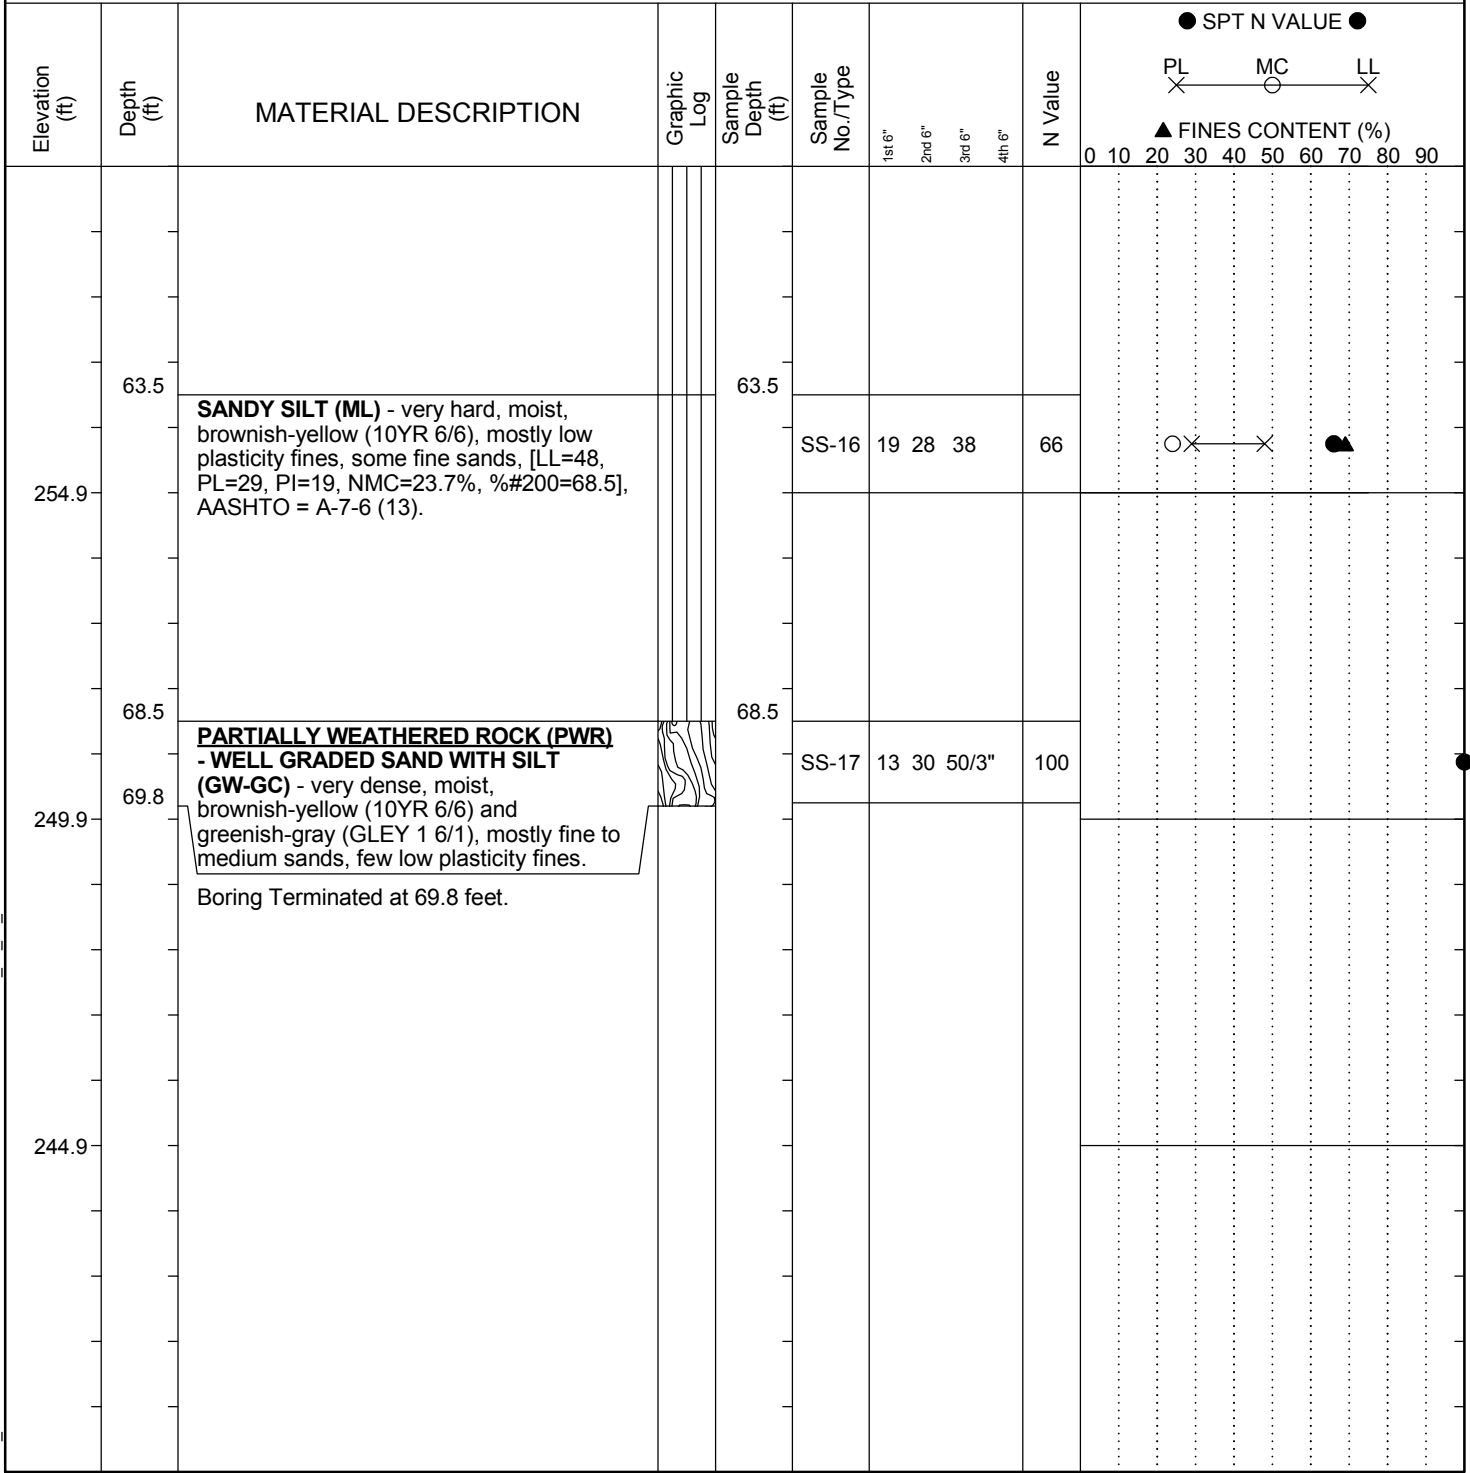 Elevation (ft)
Depth (ft)
MATERIAL DESCRIPTION
Graphic Log
Sample Depth (ft)
Sample No./Type
1st 6"
2nd 6"
3rd 6"
4th 6"
N Value
● SPT N VALUE ●
PL MC LL
▲ FINES CONTENT (%)
0 10 20 30 40 50 60 70 80 90
63.5 63.5
SANDY SILT (ML) - very hard, moist,
brownish-yellow (10YR 6/6), mostly low
plasticity fines, some fine sands, [LL=48,
PL=29, PI=19, NMC=23.7%, %#200=68.5],
AASHTO = A-7-6 (13).
SS-16 19 28 38 66
254.9
68.5 68.5
PARTIALLY WEATHERED ROCK (PWR)
- WELL GRADED SAND WITH SILT
(GW-GC) - very dense, moist,
brownish-yellow (10YR 6/6) and
greenish-gray (GLEY 1 6/1), mostly fine to
medium sands, few low plasticity fines.
SS-17 13 30 50/3" 100
69.8
249.9
Boring Terminated at 69.8 feet.
244.9